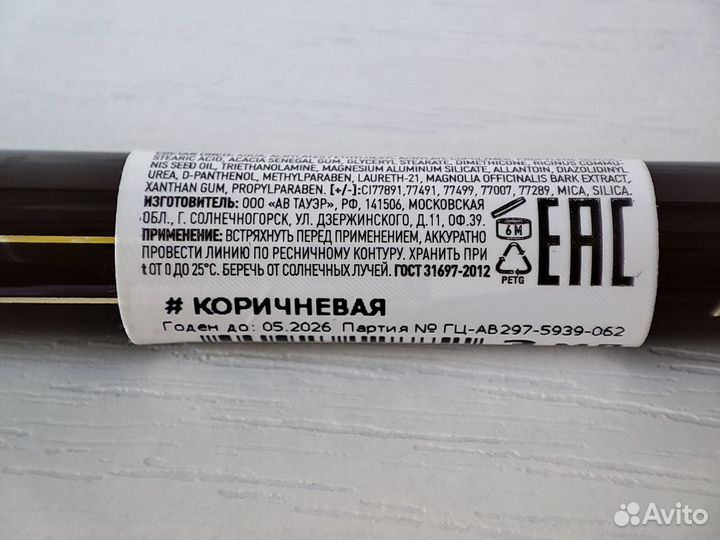 STEARIC ACID, ACACIA SENEGAL GUM, GLYCERYL STEARATE, DIMETHICONE, RICINUS COMMU-
NIS SEED OIL, TRIETHANOLAMINE, MAGNESIUM ALUMINUM SILICATE, ALLANTOIN, DIAZOLIDINYL
UREA, D-PANTHENOL, METHYLPARABEN, LAURETH-21, MAGNOLIA OFFICINALIS BARK EXTRACT,
XANTHAN GUM, PROPYLPARABEN. [+/-]:CI77891,77491, 77499, 77007, 77289, MICA, SILICA.
ИЗГОТОВИТЕЛЬ: ООО «АВ ТАУЭР», РФ, 141506, МОСКОВСКАЯ
ОБЛ., Г. СОЛНЕЧНОГОРСК, УЛ. ДЗЕРЖИНСКОГО, Д.11, ОФ.39.
ПРИМЕНЕНИЕ: ВСТРЯХНУТЬ ПЕРЕД ПРИМЕНЕНИЕМ, АККУРАТНО
ПРОВЕСТИ ЛИНИЮ ПО РЕСНИЧНОМУ КОНТУРУ. ХРАНИТЬ ПРИ
t ОТ 0 ДО 25°С. БЕРЕЧЬ ОТ СОЛНЕЧНЫХ ЛУЧЕЙ. ГОСТ 31697-2012
6 M
PETG
EAC
# КОРИЧНЕВАЯ
Годен до: 05.2026 Партия № ГЦ-АВ297-5939-062
Avito